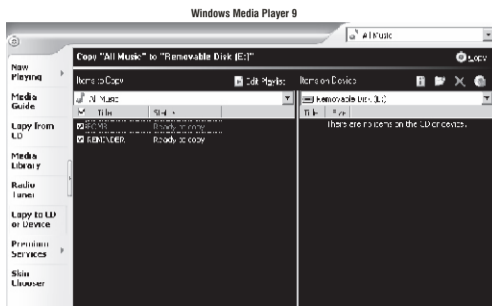 Windows Media Player 9
All Music
Copy "All Music" to "Removable Disk (E:)"
Copy
Now Playing
Items to Copy
Edit Playlist
Items on Device
Media Guide
All Music
Removable Disk (E:)
Title
Title
There are no items on the CD or device.
Ready to copy
REMINDER
Ready to copy
Copy from CD
Media Library
Radio Tuner
Copy to CD or Device
Premium Services
Skin Chooser